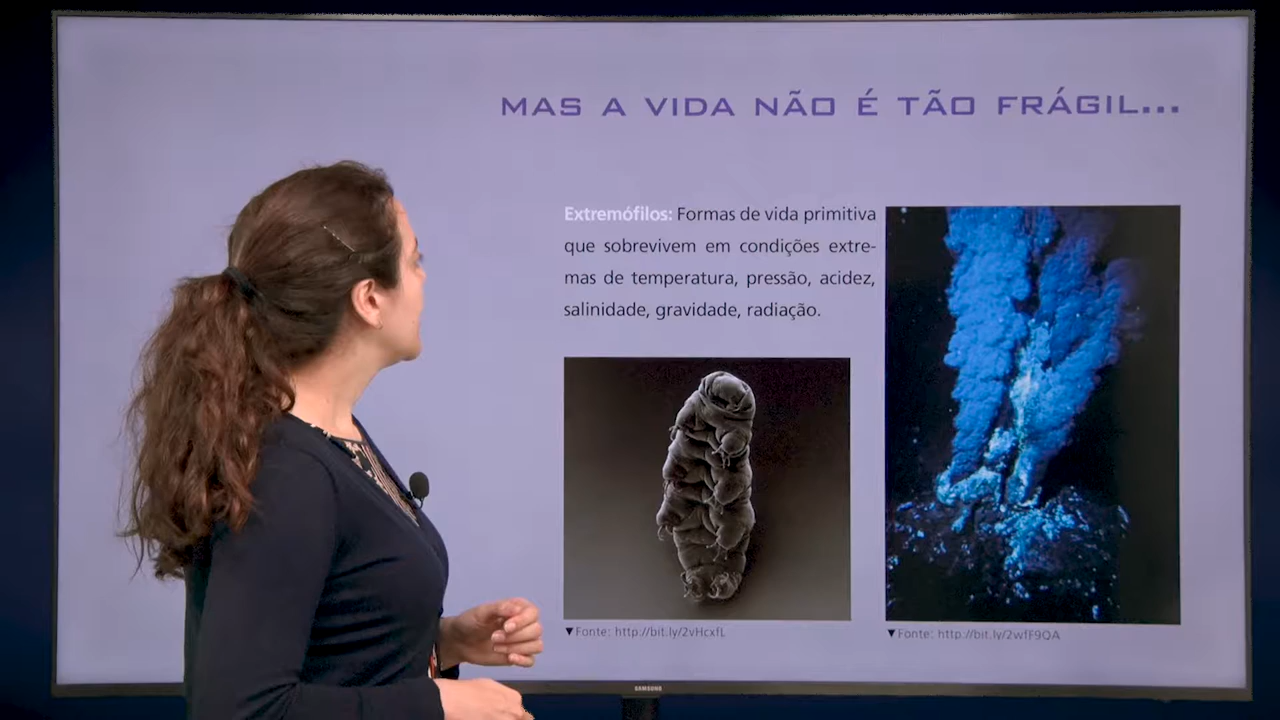 MAS A VIDA NÃO É TÃO FRÁGIL...
Extremófilos: Formas de vida primitiva
que sobrevivem em condições extre-
mas de temperatura, pressão, acidez,
salinidade, gravidade, radiação.
▼Fonte: http://bit.ly/2vHcxfL
▼Fonte: http://bit.ly/2wfF9QA
SAMSUNG